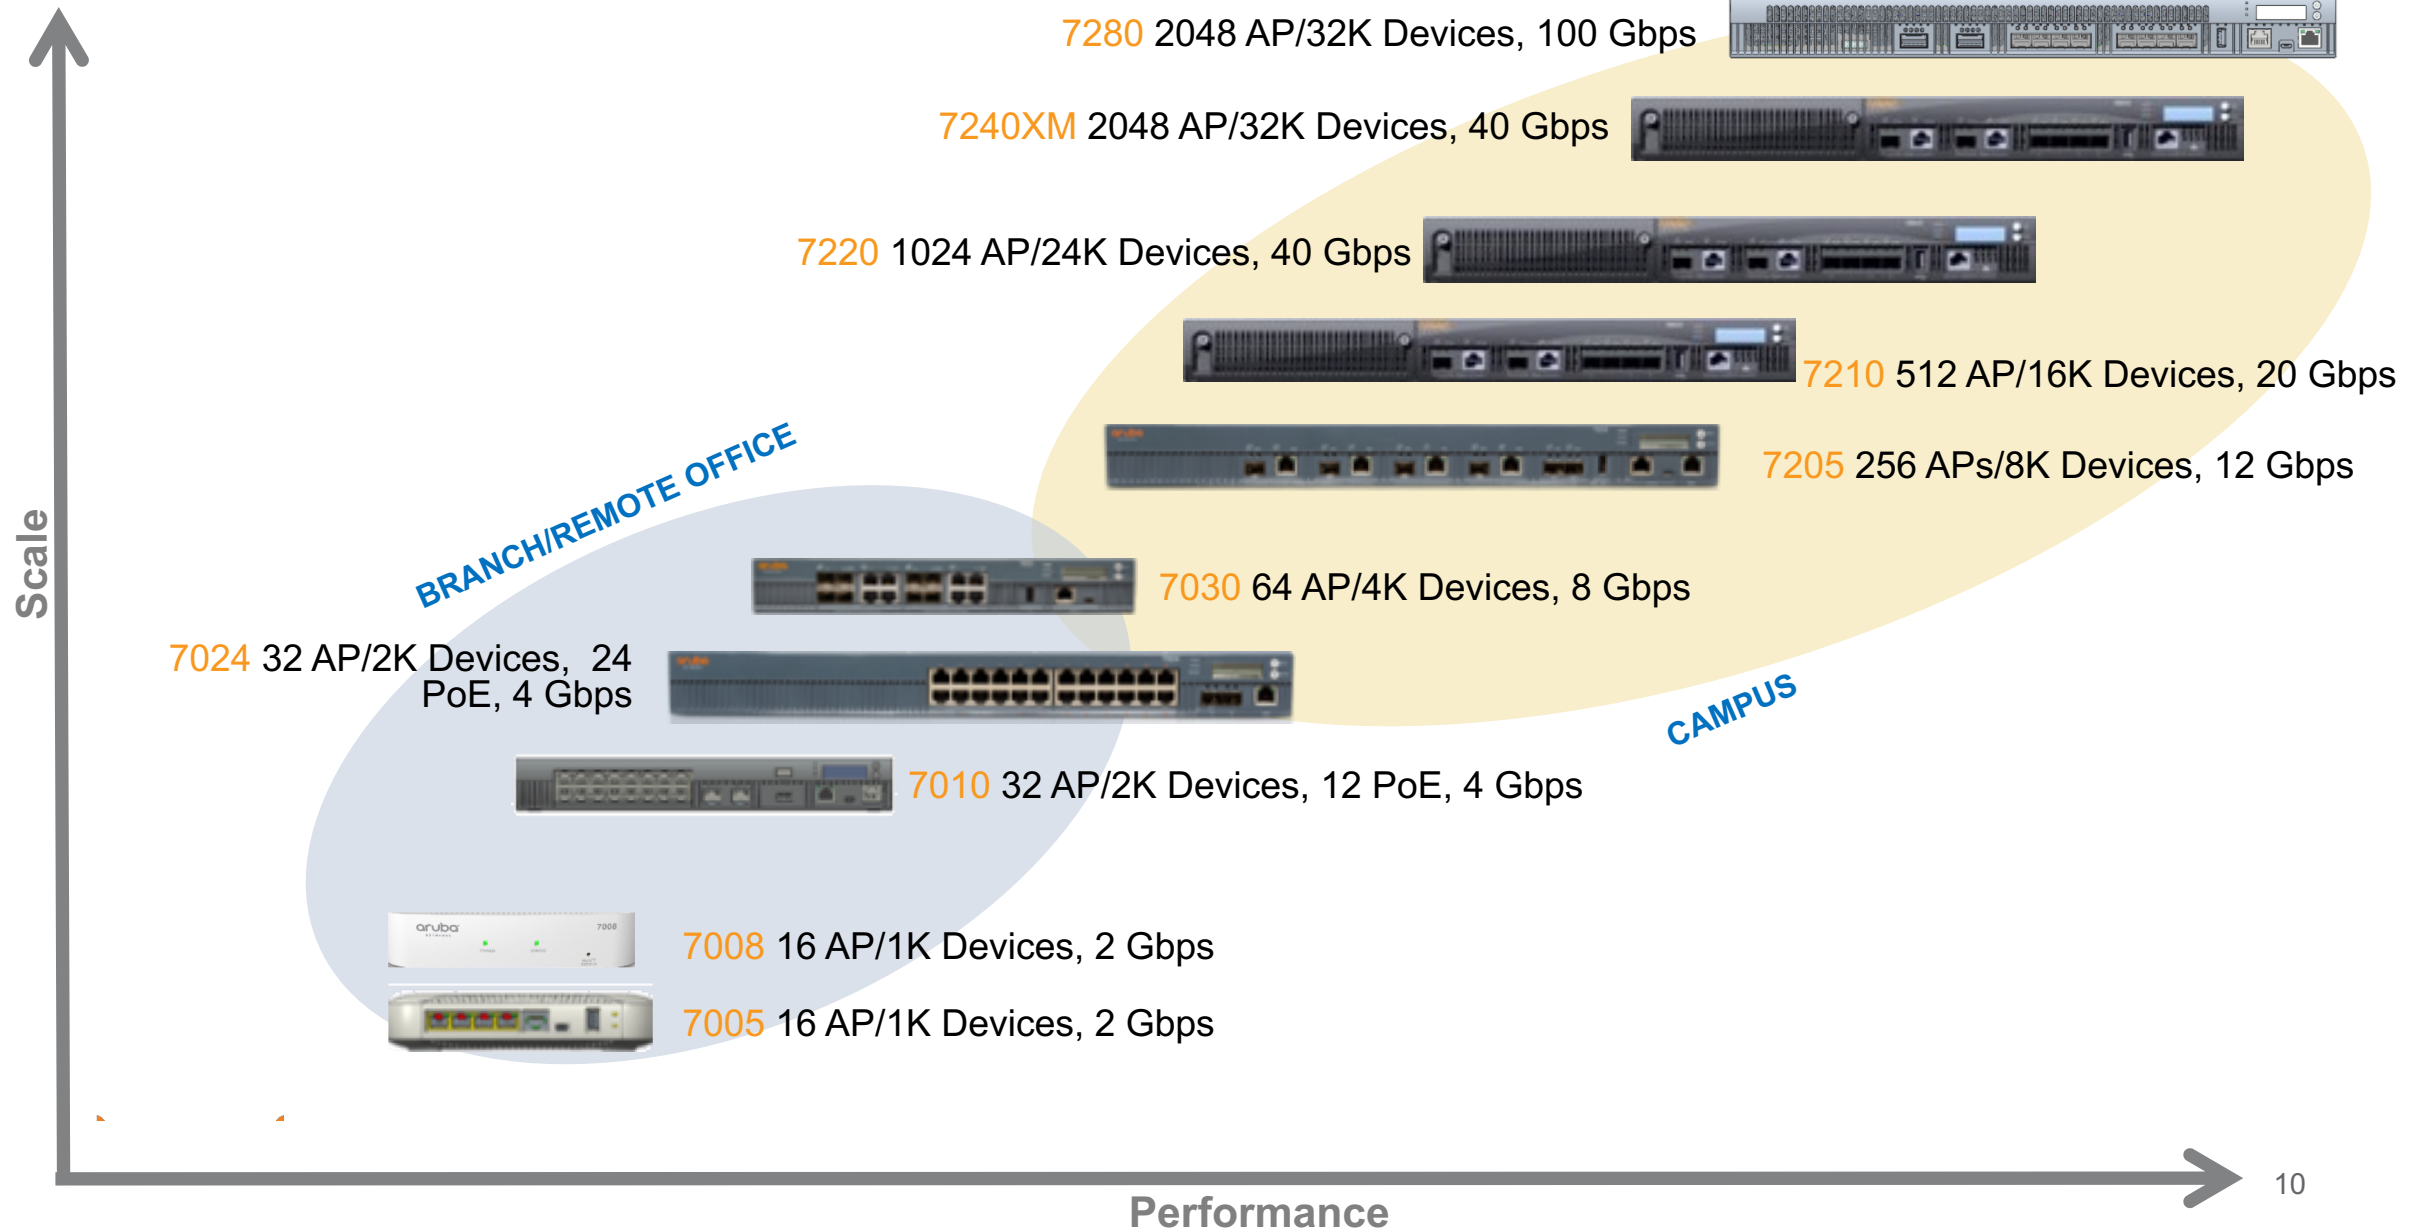 7280 2048 AP/32K Devices, 100 Gbps
7240XM 2048 AP/32K Devices, 40 Gbps
7220 1024 AP/24K Devices, 40 Gbps
7210 512 AP/16K Devices, 20 Gbps
BRANCH/REMOTE OFFICE
7205 256 APs/8K Devices, 12 Gbps
Scale
7030 64 AP/4K Devices, 8 Gbps
7024 32 AP/2K Devices, 24
PoE, 4 Gbps
CAMPUS
7010 32 AP/2K Devices, 12 PoE, 4 Gbps
aruba
NETWORKS
7008
7008 16 AP/1K Devices, 2 Gbps
7005 16 AP/1K Devices, 2 Gbps
10
Performance